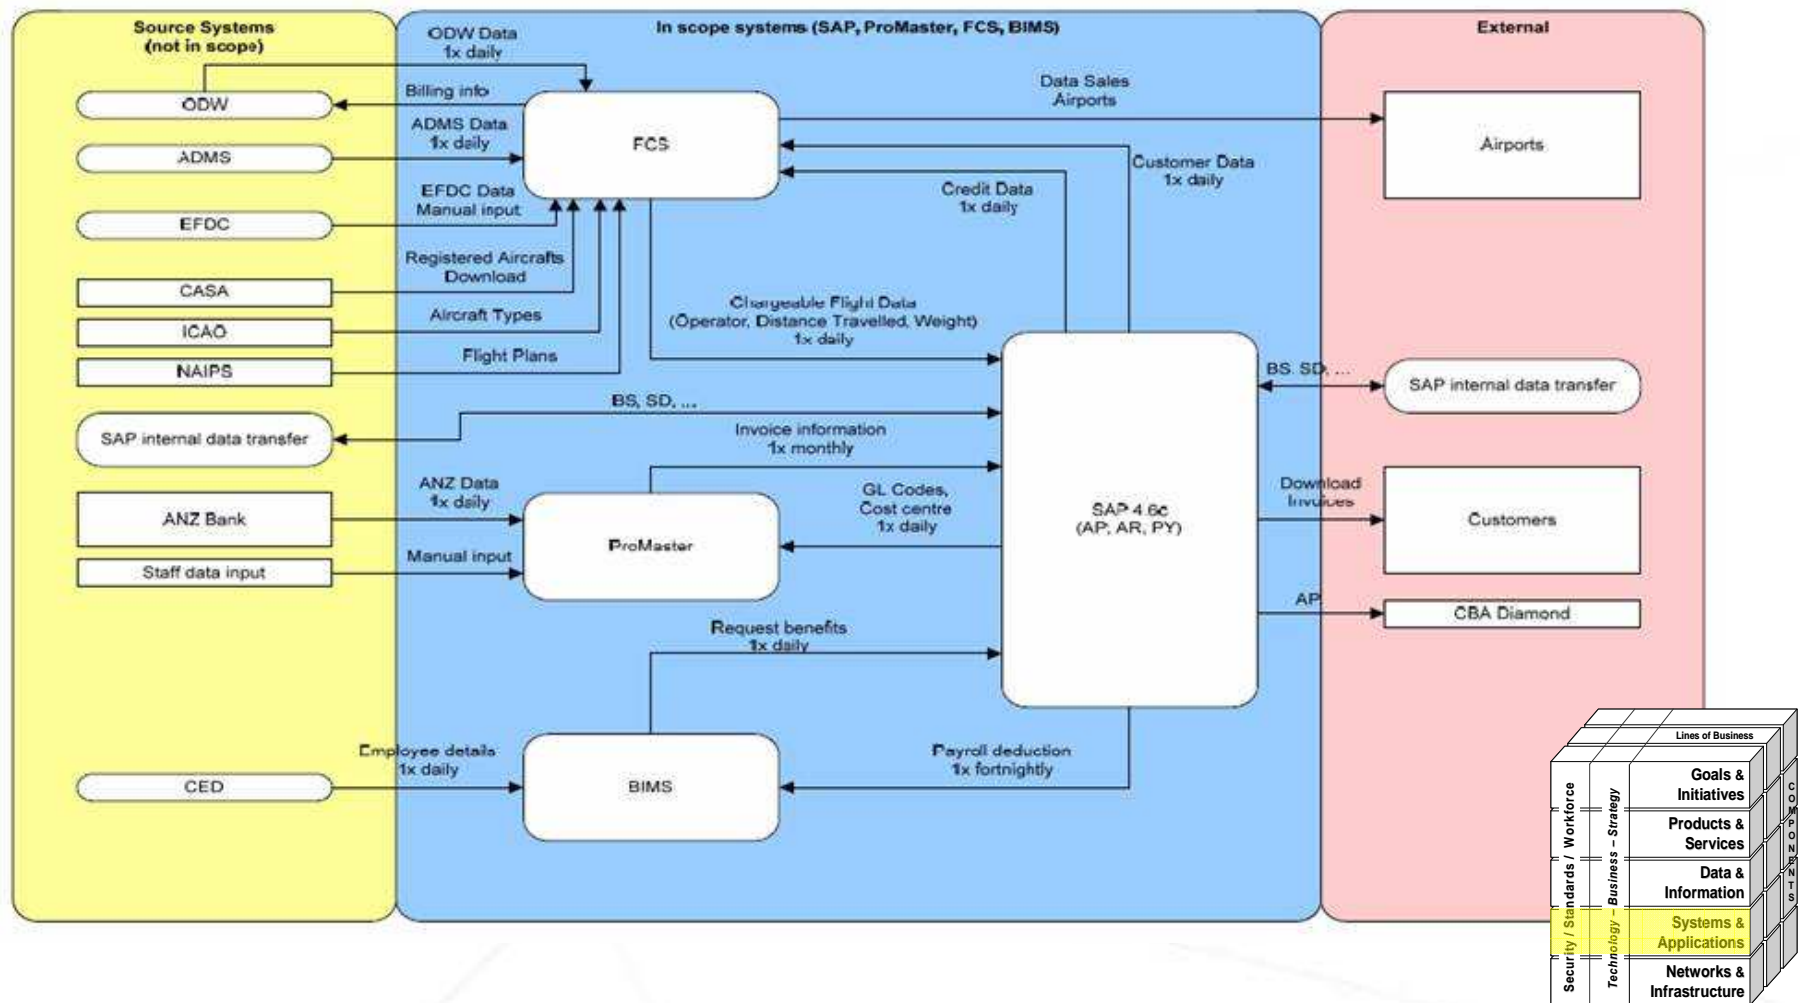 Source Systems
(not in scope)
ODW
ADMS
EFDC
CASA
ICAO
NAIPS
SAP internal data transfer
ANZ Bank
Staff data input
CED
In scope systems (SAP, ProMaster, FCS, BIMS)
ODW Data
1x daily
Billing info
ADMS Data
1x daily
EFDC Data
Manual input
Registered Aircrafts
Download
Aircraft Types
Flight Plans
FCS
Data Sales
Airports
Customer Data
1x daily
Credit Data
1x daily
Chargeable Flight Data
(Operator, Distance Travelled, Weight)
1x daily
BS, SD, ...
Invoice information
1x monthly
ANZ Data
1x daily
Manual input
ProMaster
GL Codes,
Cost centre
1x daily
SAP 4.6c
(AP, AR, PY)
Request benefits
1x daily
Employee details
1x daily
BIMS
Payroll deduction
1x fortnightly
BS, SD, ...
Download
Invoices
AP
External
Airports
SAP internal data transfer
Customers
CBA Diamond
Lines of Business
Goals &
Initiatives
Products &
Services
Data &
Information
Systems &
Applications
Networks &
Infrastructure
Security / Standards / Workforce
Technology – Business – Strategy
COMPONENTS